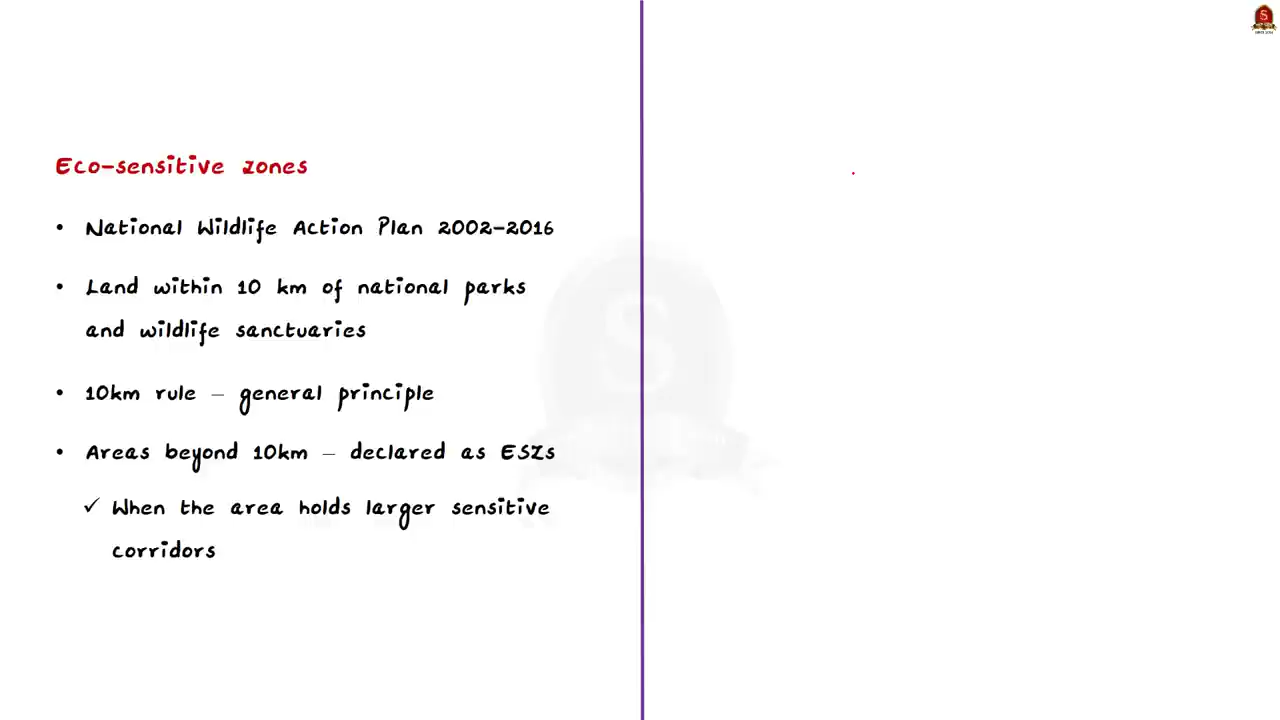 Eco-sensitive zones
• National Wildlife Action Plan 2002-2016
• Land within 10 km of national parks
and wildlife sanctuaries
• 10km rule – general principle
• Areas beyond 10km – declared as ESZs
✓ When the area holds larger sensitive
corridors